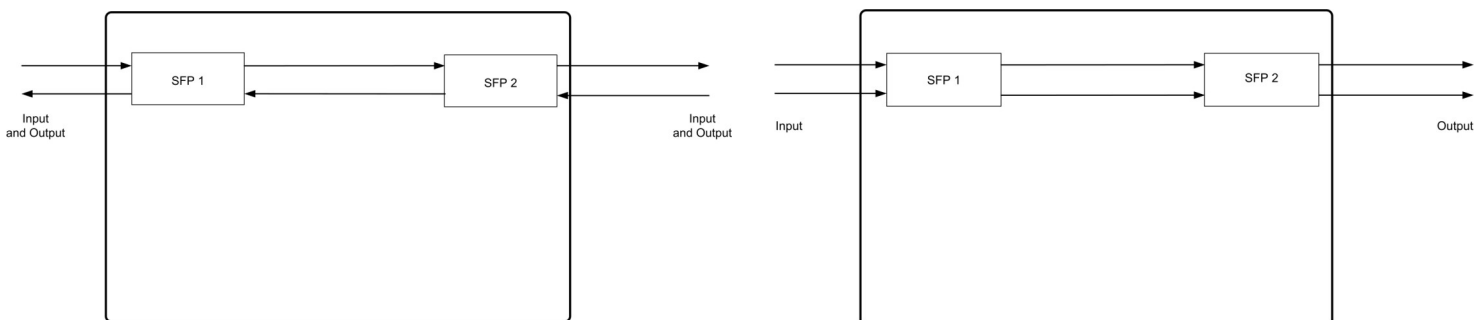 SFP 1
SFP 2
Input
and Output
Input
and Output
SFP 1
SFP 2
Input
Output